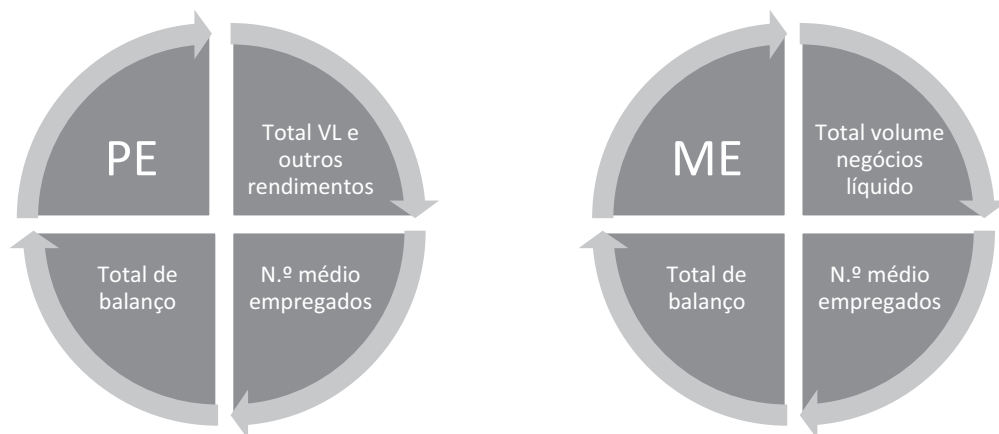 PE
Total VL e
outros
rendimentos
Total de
balanço
N.º médio
empregados
ME
Total volume
negócios
líquido
Total de
balanço
N.º médio
empregados